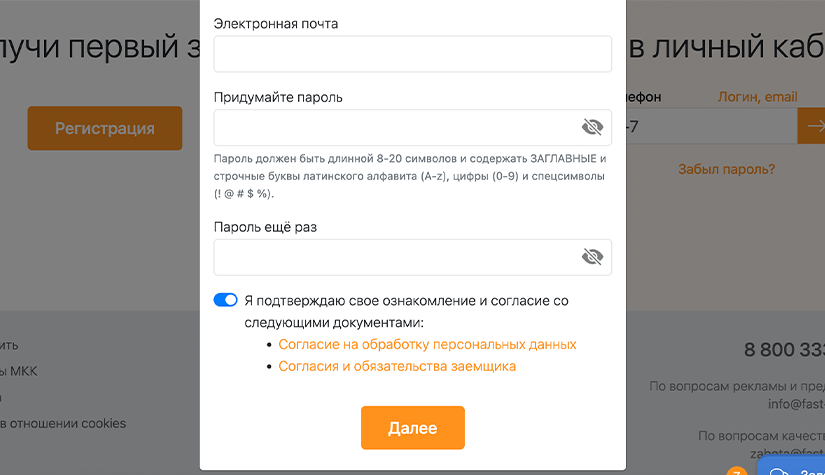 Электронная почта
лучи первый з
в личный каб
Придумайте пароль
Логин, email
Регистрация
-7
Пароль должен быть длинной 8-20 символов и содержать ЗАГЛАВНЫЕ и
строчные буквы латинского алфавита (A-z), цифры (0-9) и спецсимволы
(! @ # $ %).
Забыл пароль?
Пароль ещё раз
Я подтверждаю свое ознакомление и согласие со
следующими документами:
Согласие на обработку персональных данных
Согласия и обязательства заемщика
Далее
ить
ы МКК
в отношении cookies
8 800 333
По вопросам рекламы и пред
info@fast
По вопросам качест
zabota@fast
7